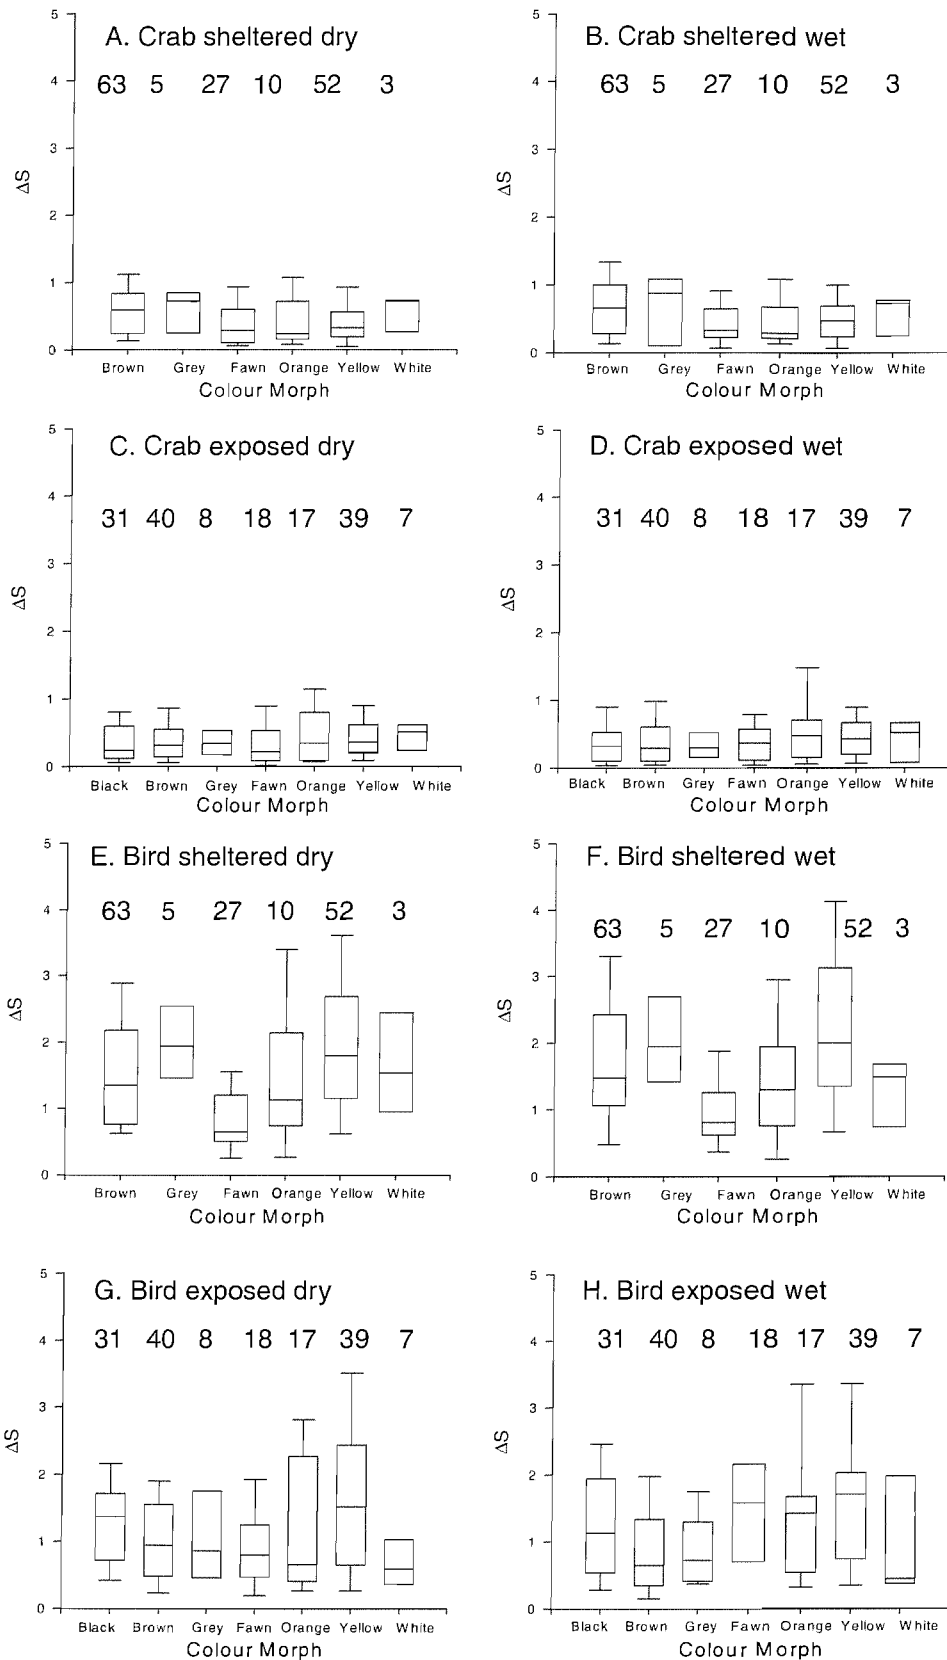 A. Crab sheltered dry
63 5 27 10 52 3
5
4
3
2
1
0
ΔS
Brown Grey Fawn Orange Yellow White
Colour Morph
B. Crab sheltered wet
63 5 27 10 52 3
5
4
3
2
1
0
ΔS
Brown Grey Fawn Orange Yellow White
Colour Morph
C. Crab exposed dry
31 40 8 18 17 39 7
5
4
3
2
1
0
ΔS
Black Brown Grey Fawn Orange Yellow White
Colour Morph
D. Crab exposed wet
31 40 8 18 17 39 7
5
4
3
2
1
0
ΔS
Black Brown Grey Fawn Orange Yellow White
Colour Morph
E. Bird sheltered dry
63 5 27 10 52 3
5
4
3
2
1
0
ΔS
Brown Grey Fawn Orange Yellow White
Colour Morph
F. Bird sheltered wet
63 5 27 10 52 3
5
4
3
2
1
0
ΔS
Brown Grey Fawn Orange Yellow White
Colour Morph
G. Bird exposed dry
31 40 8 18 17 39 7
5
4
3
2
1
0
ΔS
Black Brown Grey Fawn Orange Yellow White
Colour Morph
H. Bird exposed wet
31 40 8 18 17 39 7
5
4
3
2
1
0
ΔS
Black Brown Grey Fawn Orange Yellow White
Colour Morph